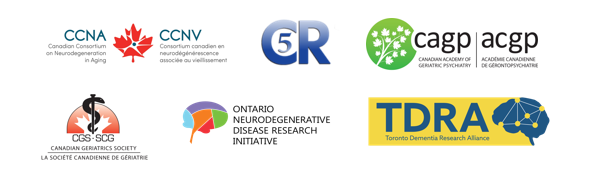 CCNA
Canadian Consortium
on Neurodegeneration
in Aging
CCNV
Consortium canadien en
neurodégénérescence
associée au vieillissement
C5R
cagp acgp
CANADIAN ACADEMY OF
GERIATRIC PSYCHIATRY
ACADÉMIE CANADIENNE
DE GÉRONTOPSYCHIATRIE
CGS·SCG
CANADIAN GERIATRICS SOCIETY
LA SOCIÉTÉ CANADIENNE DE GÉRIATRIE
ONTARIO
NEURODEGENERATIVE
DISEASE RESEARCH
INITIATIVE
TDRA
Toronto Dementia Research Alliance